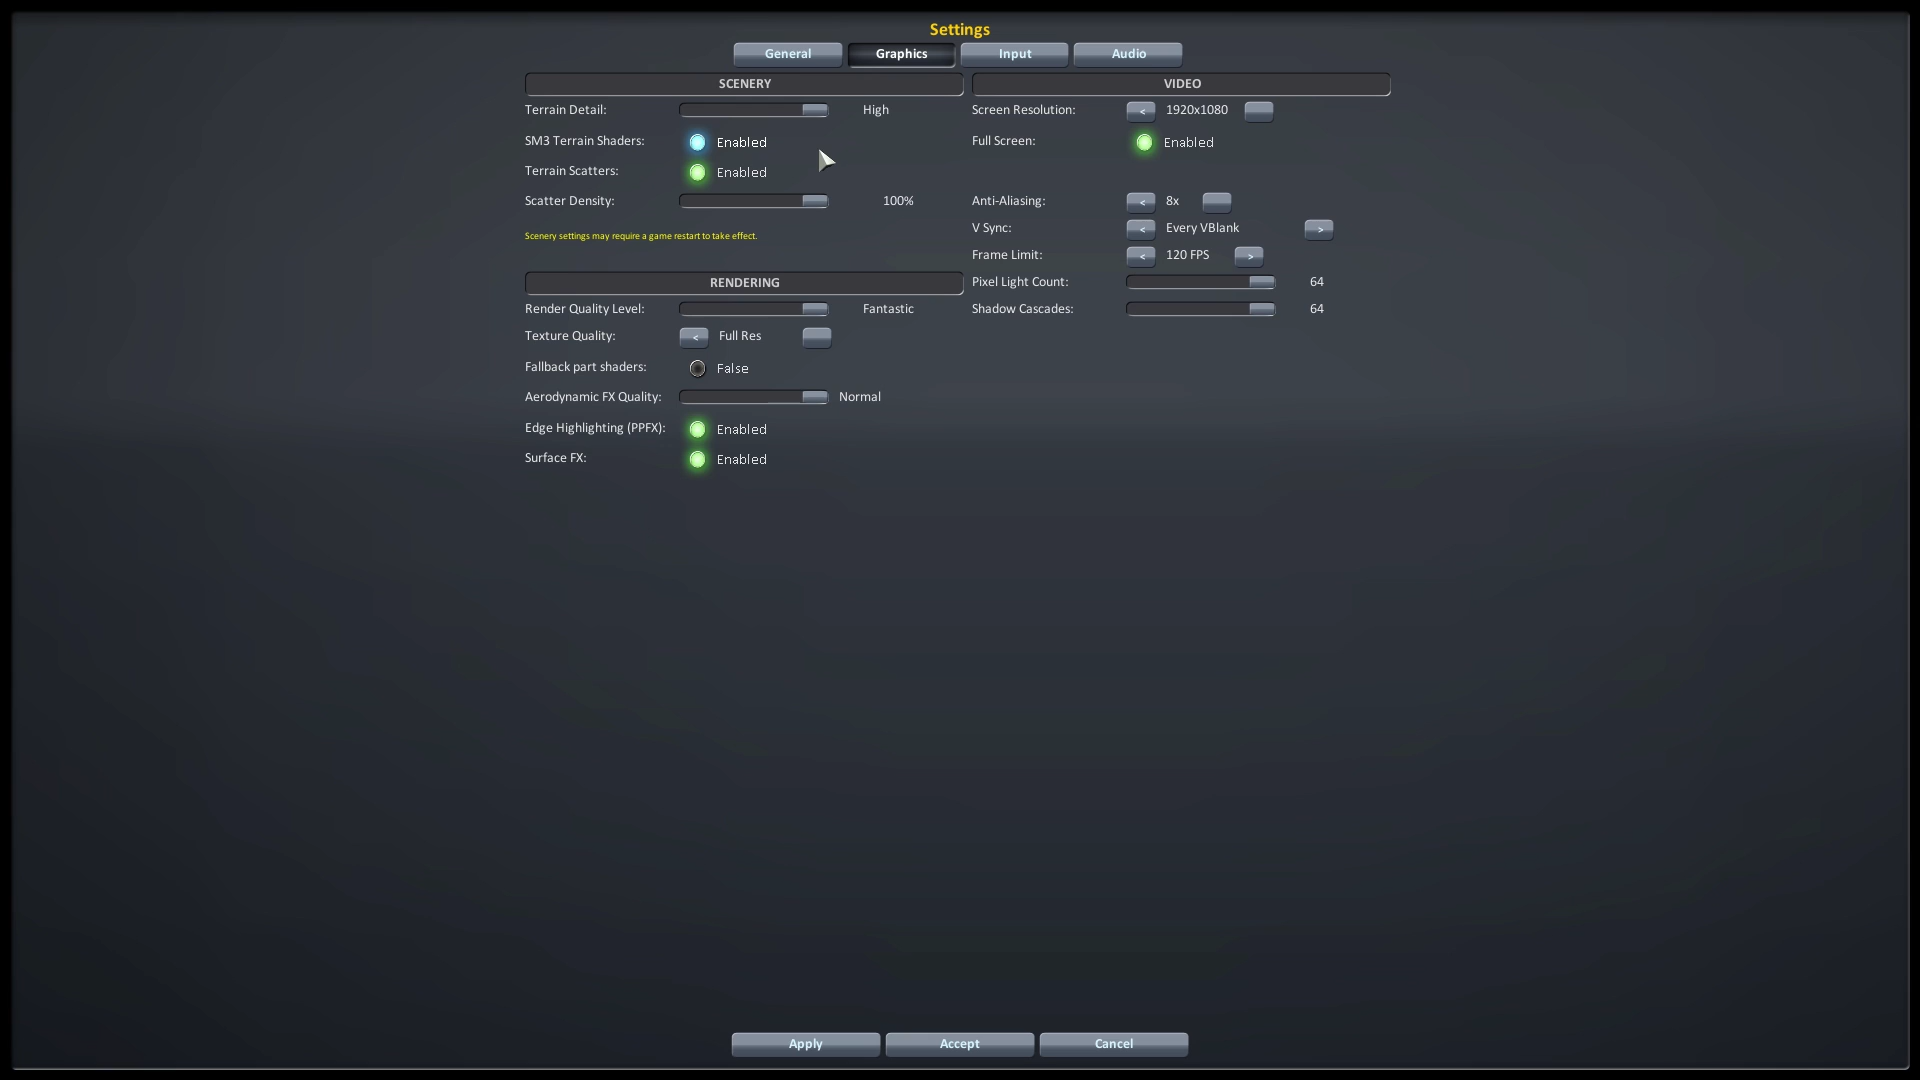 Settings
General Graphics Input Audio
SCENERY
Terrain Detail: High
SM3 Terrain Shaders: Enabled
Terrain Scatters: Enabled
Scatter Density: 100%
Scenery settings may require a game restart to take effect.
RENDERING
Render Quality Level: Fantastic
Texture Quality: < Full Res
Fallback part shaders: False
Aerodynamic FX Quality: Normal
Edge Highlighting (PPFX): Enabled
Surface FX: Enabled
VIDEO
Screen Resolution: < 1920x1080
Full Screen: Enabled
Anti-Aliasing: < 8x
V Sync: < Every VBlank >
Frame Limit: < 120 FPS >
Pixel Light Count: 64
Shadow Cascades: 64
Apply Accept Cancel